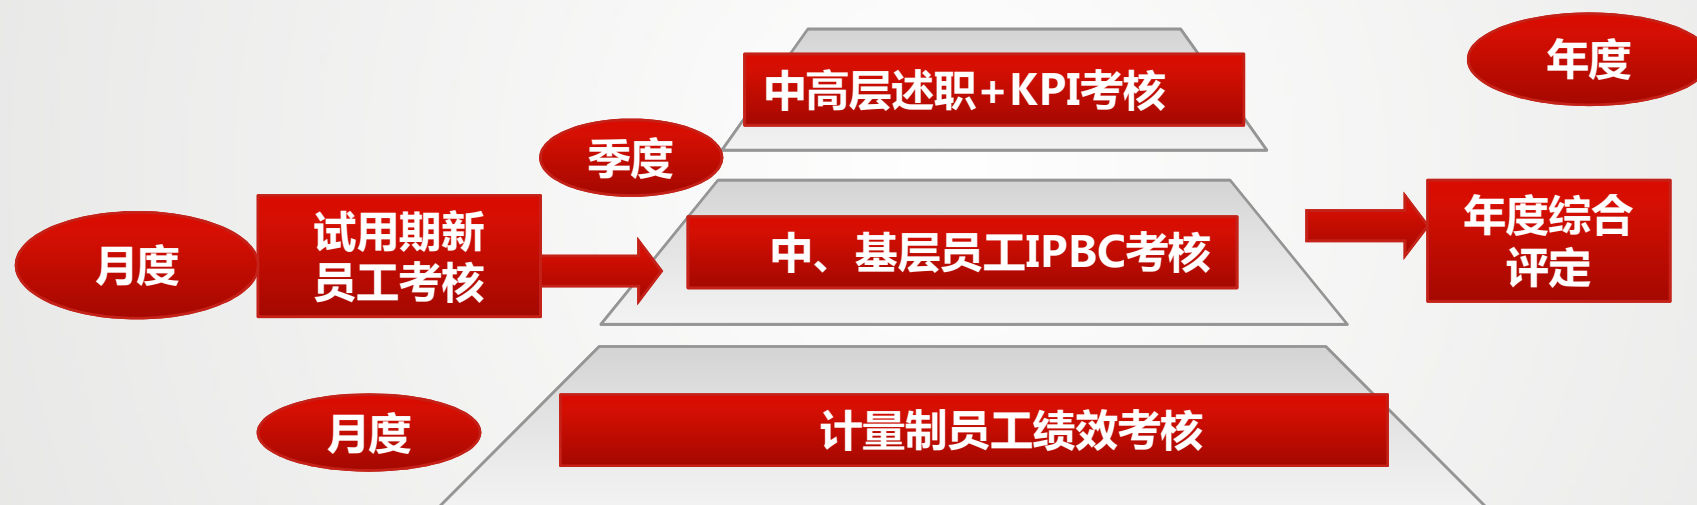 年度
中高层述职+KPI考核
季度
试用期新
员工考核
月度
中、基层员工IPBC考核
年度综合
评定
月度
计量制员工绩效考核